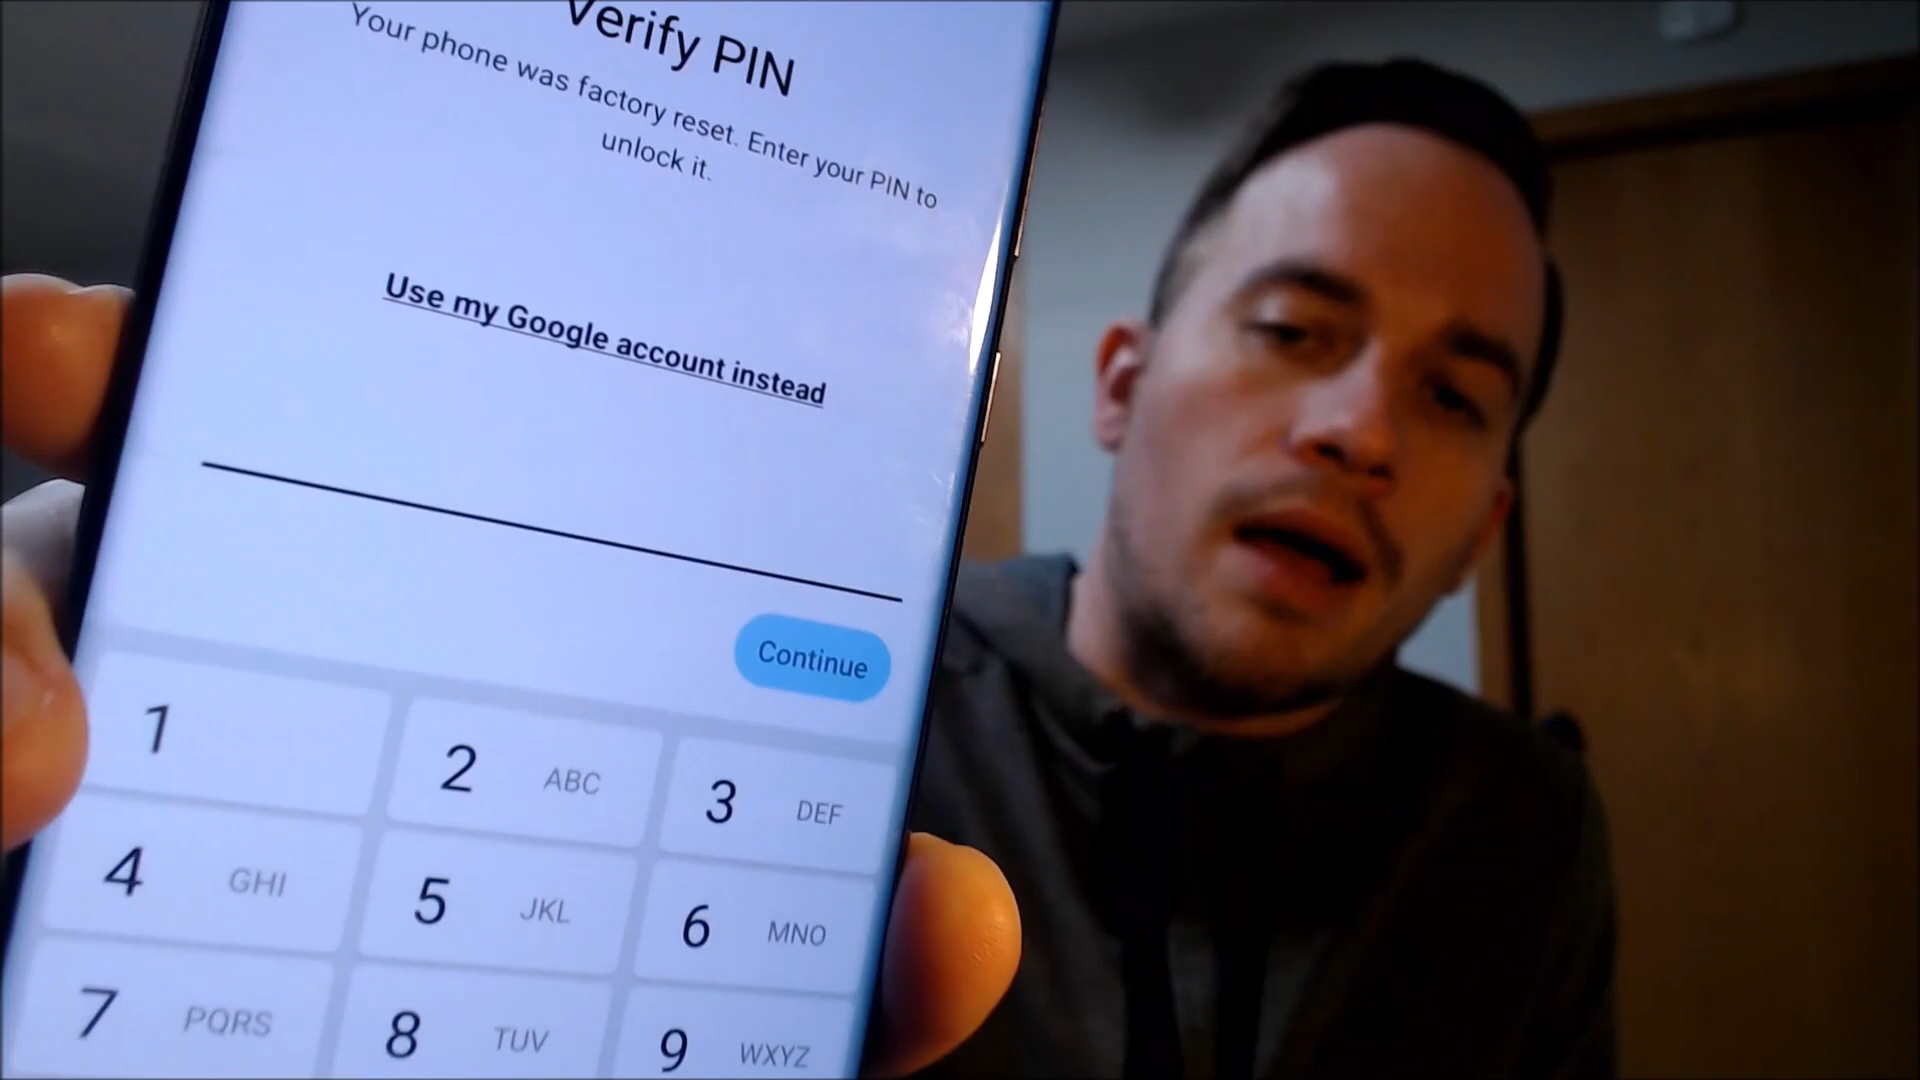 Verify PIN
Your phone was factory reset. Enter your PIN to
unlock it.
Use my Google account instead
Continue
1
2 ABC
3 DEF
4 GHI
5 JKL
6 MNO
7 PQRS
8 TUV
9 WXYZ